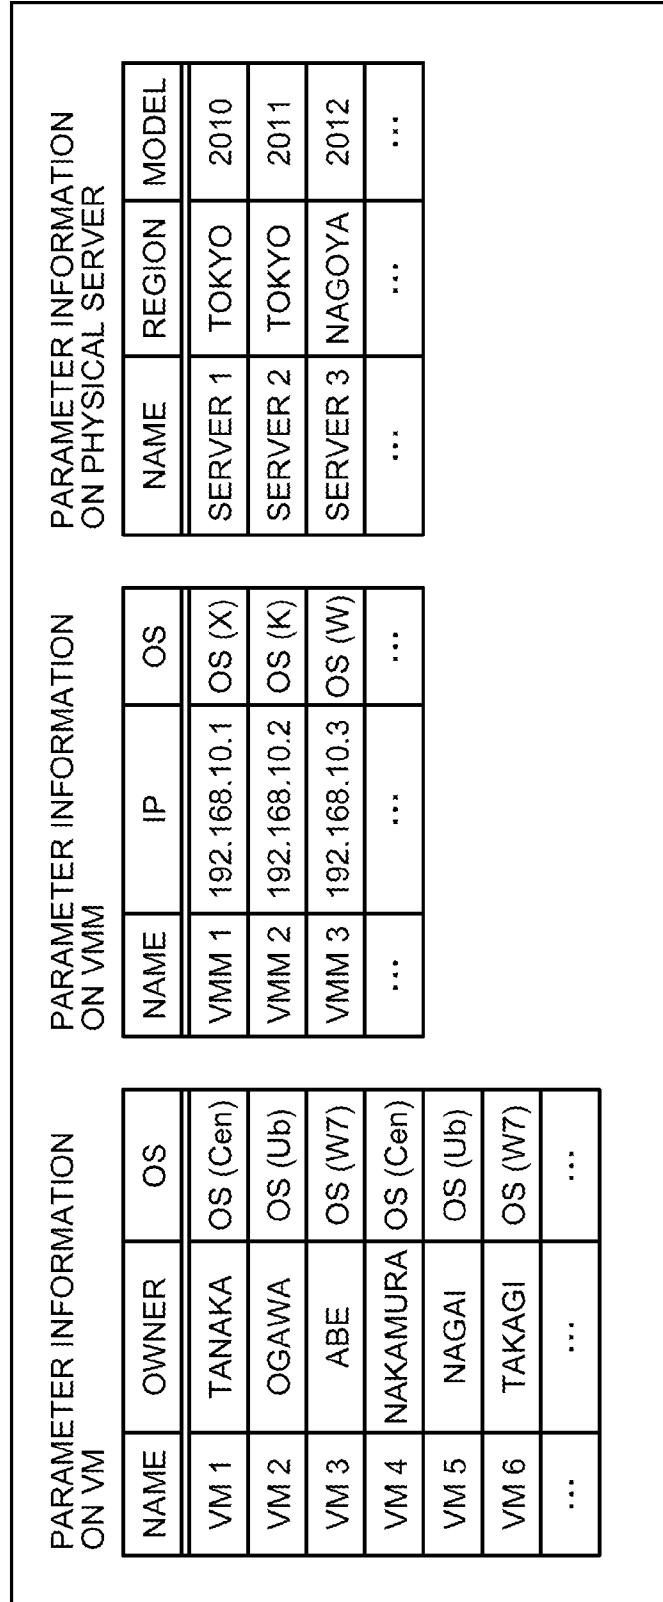 PARAMETER INFORMATION
ON VM
NAME OWNER OS
VM 1 TANAKA OS (Cen)
VM 2 OGAWA OS (Ub)
VM 3 ABE OS (W7)
VM 4 NAKAMURA OS (Cen)
VM 5 NAGAI OS (Ub)
VM 6 TAKAGI OS (W7)
... ... ...
PARAMETER INFORMATION
ON VMM
NAME IP OS
VMM 1 192.168.10.1 OS (X)
VMM 2 192.168.10.2 OS (K)
VMM 3 192.168.10.3 OS (W)
... ... ...
PARAMETER INFORMATION
ON PHYSICAL SERVER
NAME REGION MODEL
SERVER 1 TOKYO 2010
SERVER 2 TOKYO 2011
SERVER 3 NAGOYA 2012
... ... ...